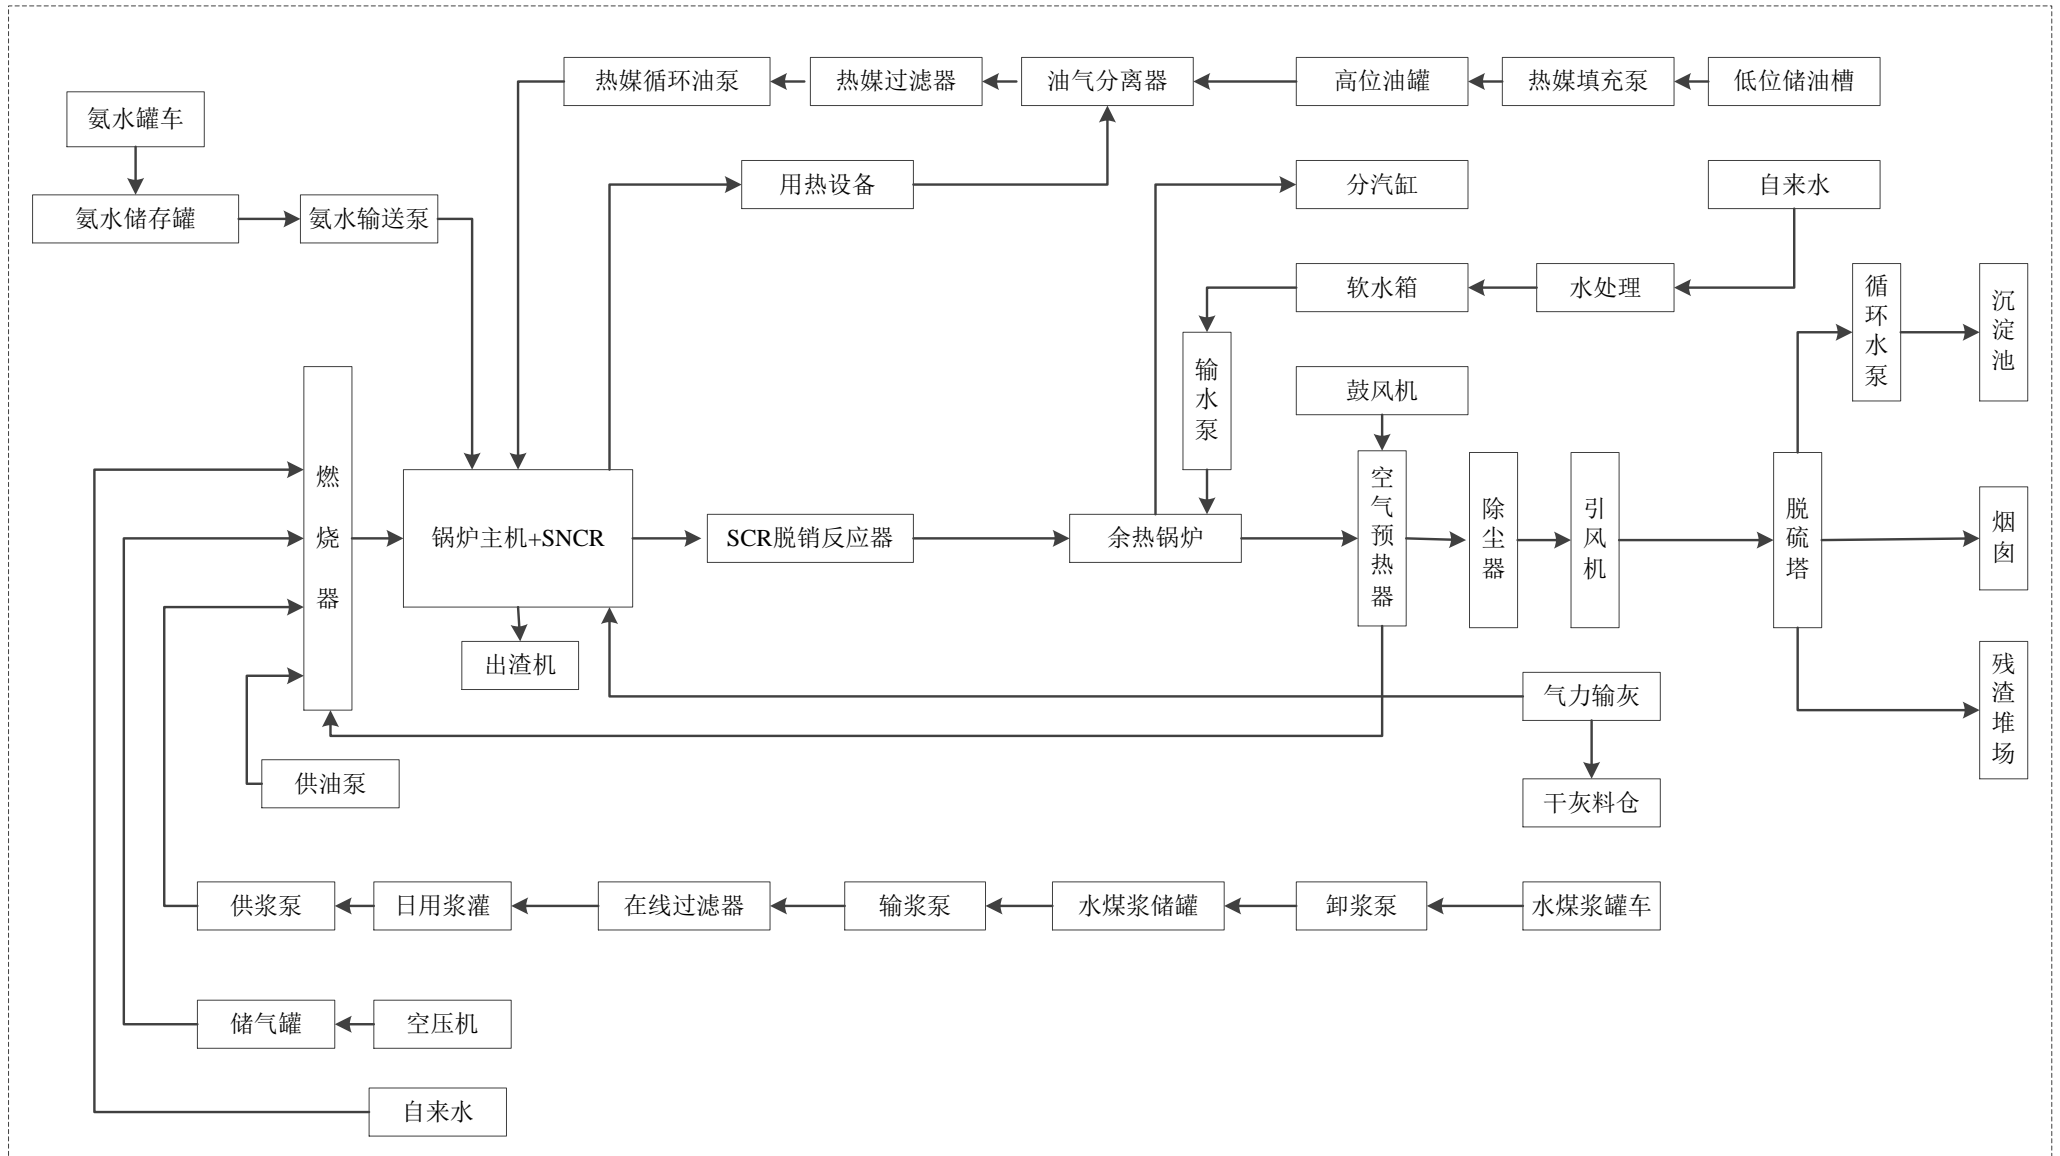 热媒循环油泵
热媒过滤器
油气分离器
高位油罐
热媒填充泵
低位储油槽
氨水罐车
用热设备
分汽缸
自来水
氨水储存罐
氨水输送泵
软水箱
水处理
循环水泵
沉淀池
输水泵
鼓风机
燃烧器
锅炉主机+SNCR
SCR脱销反应器
余热锅炉
空气预热器
除尘器
引风机
脱硫塔
烟囱
出渣机
气力输灰
残渣堆场
供油泵
干灰料仓
供浆泵
日用浆灌
在线过滤器
输浆泵
水煤浆储罐
卸浆泵
水煤浆罐车
储气罐
空压机
自来水